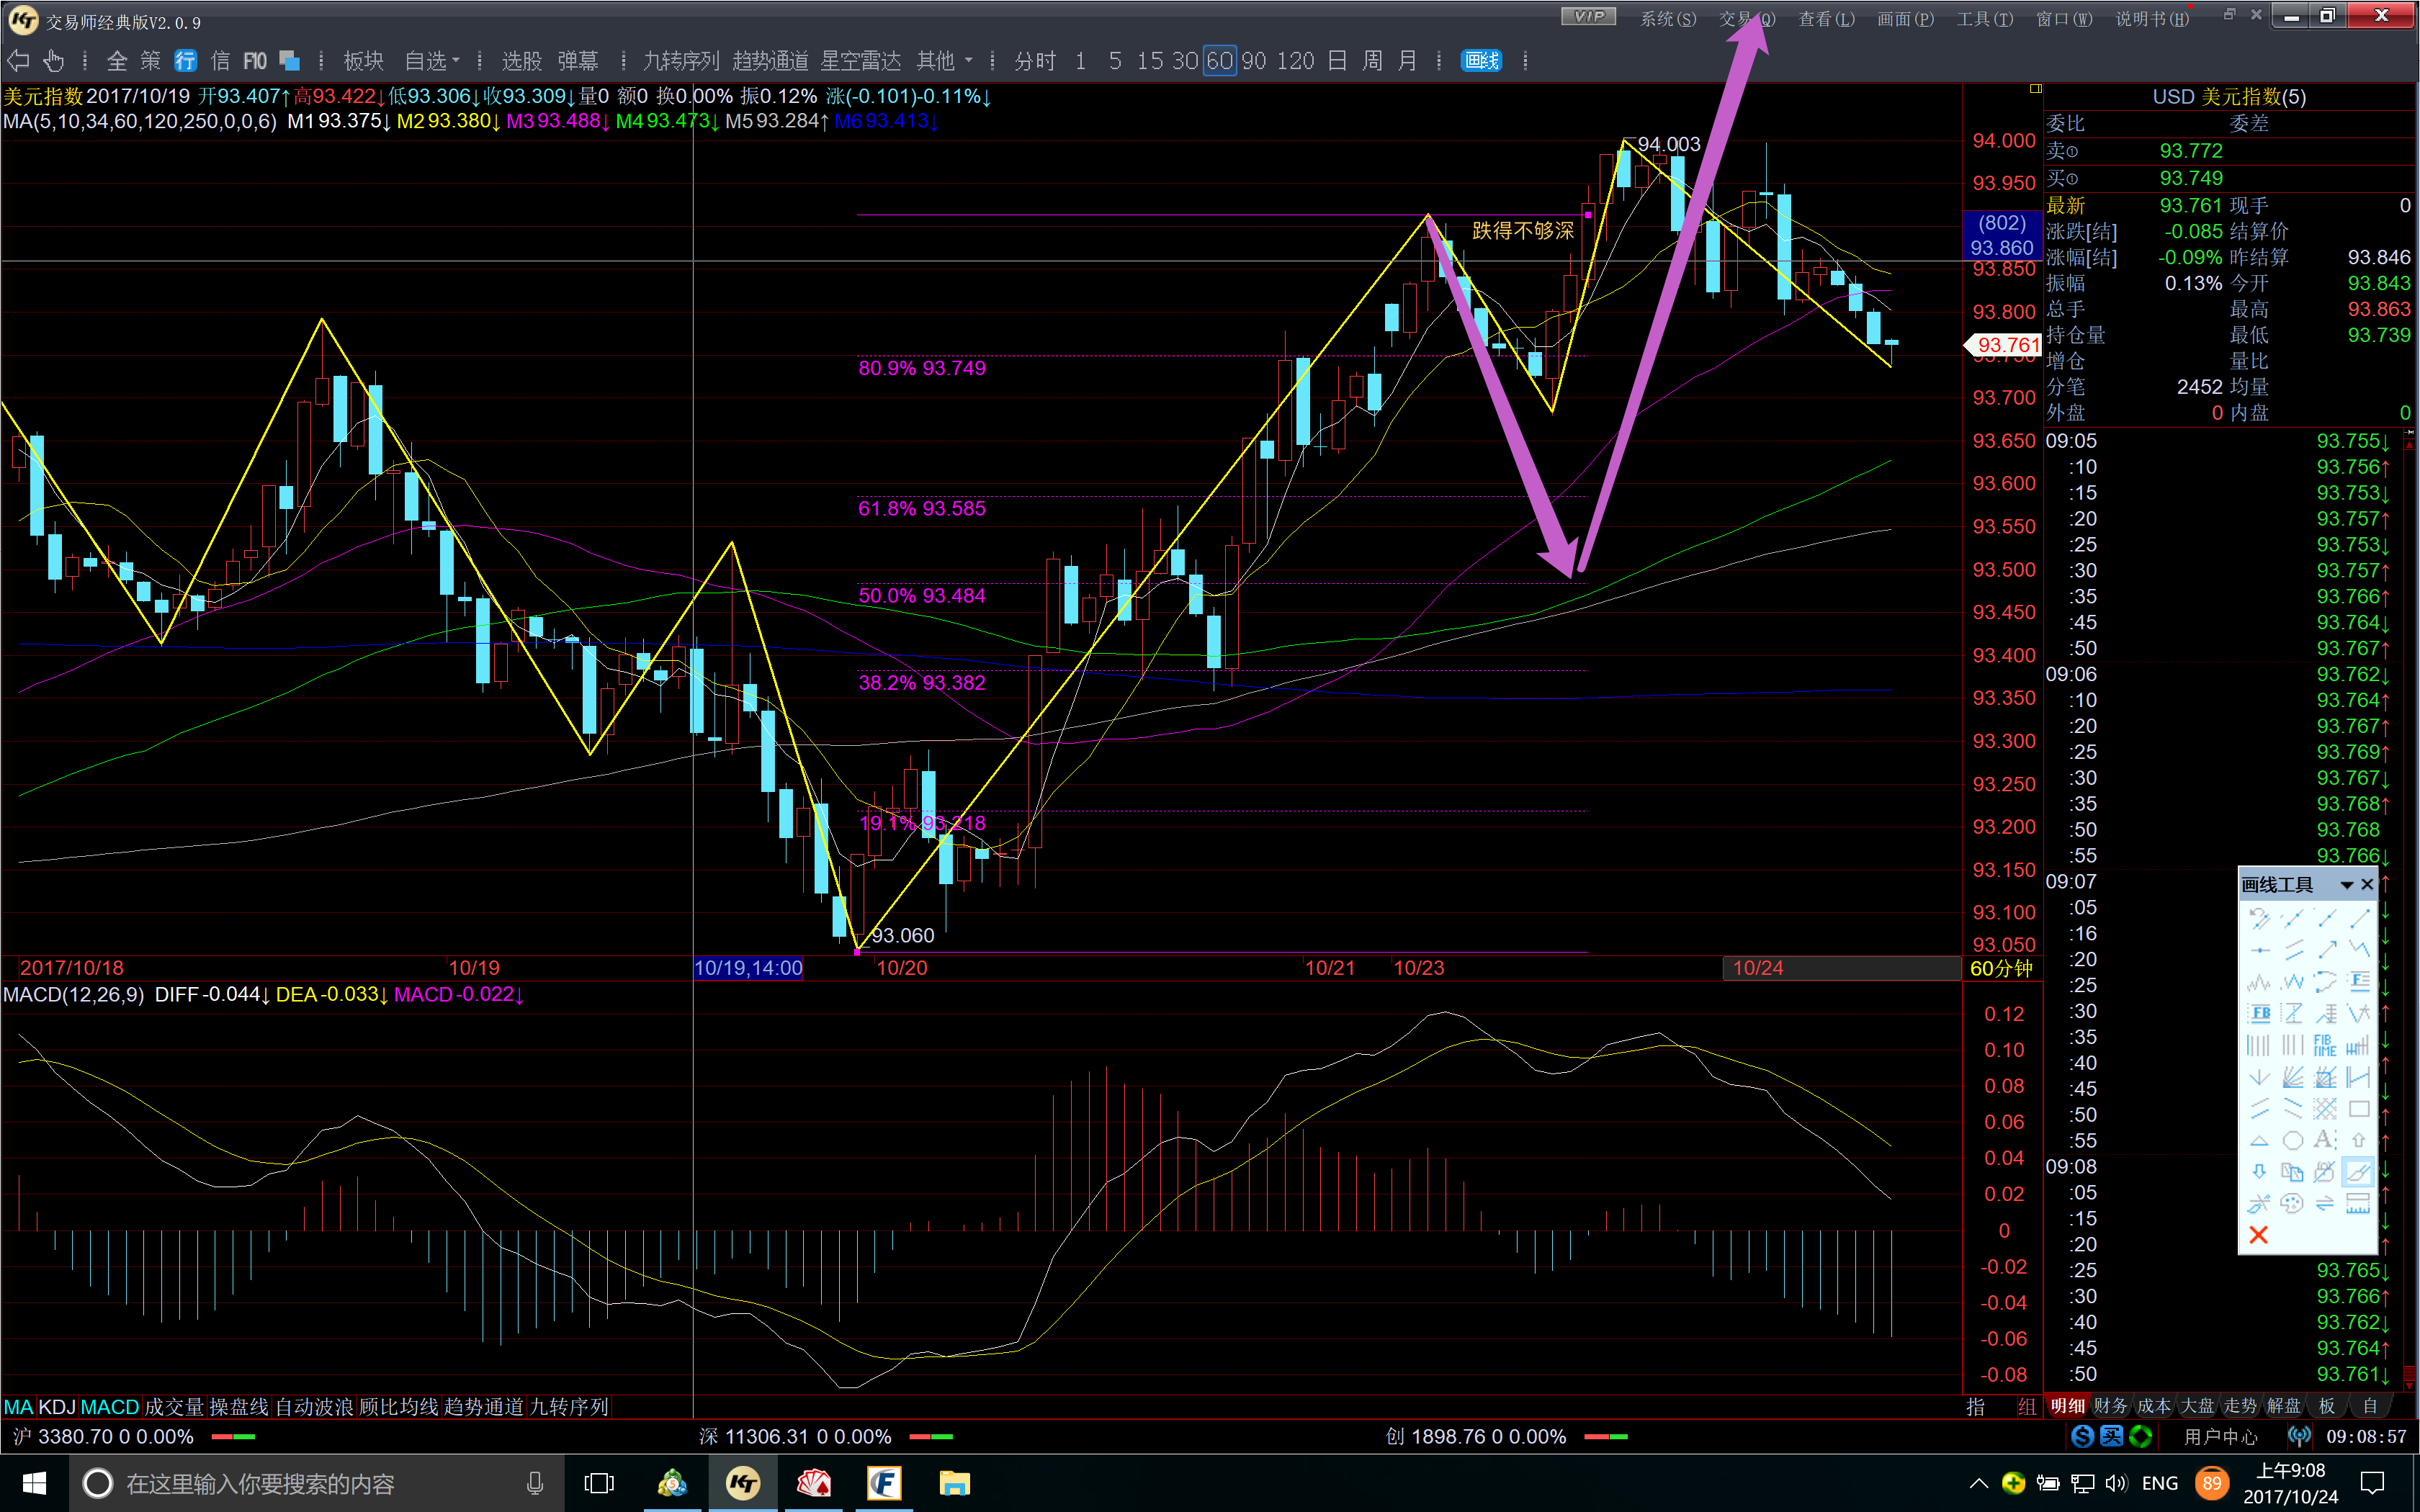 交易师经典版V2.0.9
VIP 系统(S) 交易(Q) 查看(L) 画面(P) 工具(T) 窗口(W) 说明书(H)
全 策 行 信 F10 板块 自选 选股 弹幕 九转序列 趋势通道 星空雷达 其他 分时 1 5 15 30 60 90 120 日 周 月 画线
美元指数 2017/10/19 开93.407↑ 高93.422↓ 低93.306↓ 收93.309↓ 量0 额0 换0.00% 振0.12% 涨(-0.101)-0.11%↓
MA(5,10,34,60,120,250,0,0,6) M1 93.375↓ M2 93.380↓ M3 93.488↓ M4 93.473↓ M5 93.284↑ M6 93.413↓
94.003
跌得不够深
80.9% 93.749
61.8% 93.585
50.0% 93.484
38.2% 93.382
19.1% 93.218
93.060
94.000
93.950
(802)
93.860
93.850
93.800
93.761
93.750
93.700
93.650
93.600
93.550
93.500
93.450
93.400
93.350
93.300
93.250
93.200
93.150
93.100
93.050
2017/10/18 10/19 10/19,14:00 10/20 10/21 10/23 10/24 60分钟
MACD(12,26,9) DIFF-0.044↓ DEA-0.033↓ MACD-0.022↓
0.12
0.10
0.08
0.06
0.04
0.02
0
-0.02
-0.04
-0.06
-0.08
MA KDJ MACD 成交量 操盘线 自动波浪 顾比均线 趋势通道 九转序列 指 组
USD 美元指数(5)
委比 委差
卖① 93.772
买① 93.749
最新 93.761 现手 0
涨跌[结] -0.085 结算价
涨幅[结] -0.09% 昨结算 93.846
振幅 0.13% 今开 93.843
总手 最高 93.863
持仓量 最低 93.739
增仓 量比
分笔 2452 均量
外盘 0 内盘 0
09:05 93.755↓
:10 93.756↑
:15 93.753↓
:20 93.757↑
:25 93.753↓
:30 93.757↑
:35 93.766↑
:45 93.764↓
:50 93.767↑
09:06 93.762↓
:10 93.764↑
:20 93.767↑
:25 93.769↑
:30 93.767↓
:35 93.768↑
:50 93.768
:55 93.766↓
09:07 ↑
:05 ↓
:16 ↓
:20 ↓
:25 ↓
:30 ↑
:35 ↓
:40 ↑
:45 ↓
:50 ↑
:55 ↑
09:08 ↓
:05 ↑
:15 ↓
:20 ↑
:25 93.765↓
:30 93.766↑
:40 93.762↓
:45 93.764↑
:50 93.761↓
画线工具
F
FB
FIB TIME
A
明细 财务 成本 大盘 走势 解盘 板 自
沪 3380.70 0 0.00% 深 11306.31 0 0.00% 创 1898.76 0 0.00% S 买 用户中心 09:08:57
在这里输入你要搜索的内容 KT F ENG 89 上午9:08
2017/10/24